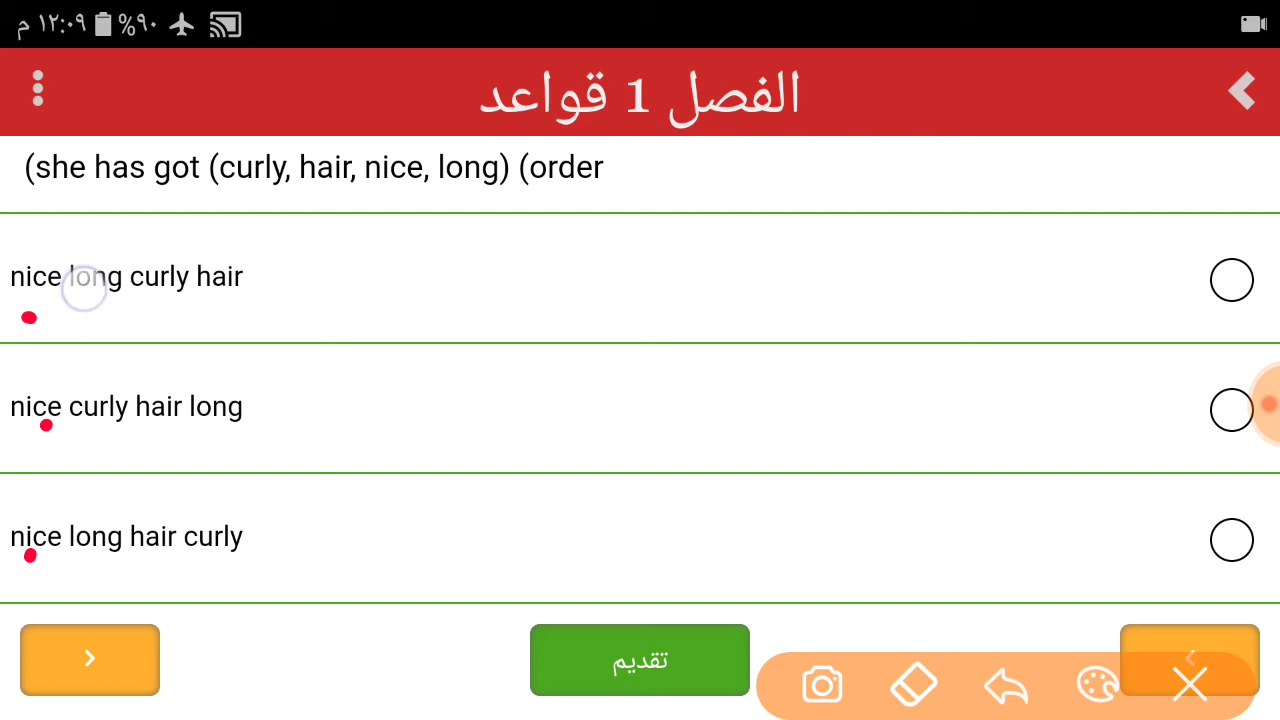 م ١٢:٠٩ %٩٠
الفصل 1 قواعد
(she has got (curly, hair, nice, long) (order
nice long curly hair
nice curly hair long
nice long hair curly
تقديم